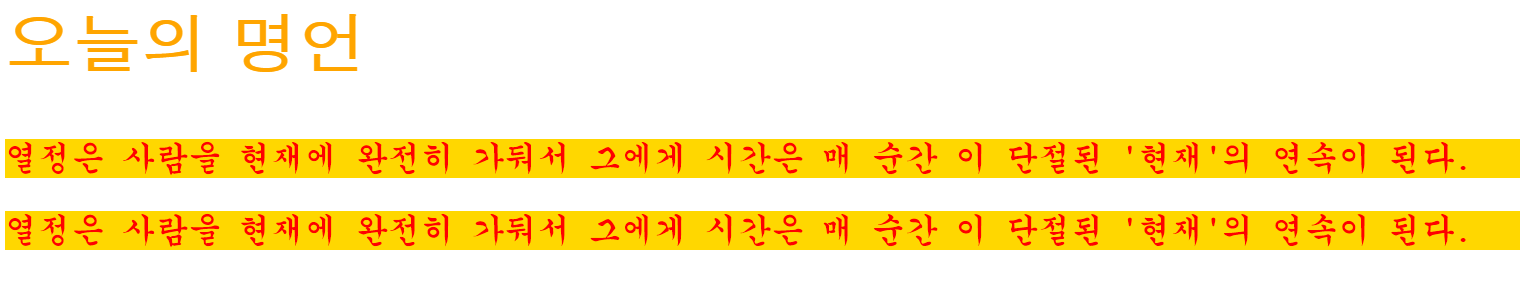 오늘의 명언
열정은 사람을 현재에 완전히 가둬서 그에게 시간은 매 순간 이 단절된 '현재'의 연속이 된다.
열정은 사람을 현재에 완전히 가둬서 그에게 시간은 매 순간 이 단절된 '현재'의 연속이 된다.